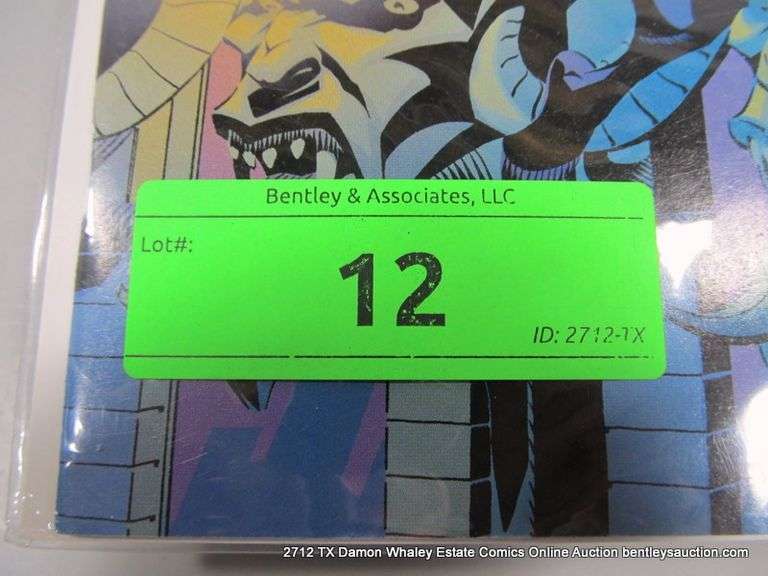 Bentley & Associates, LLC
Lot#:
12
ID: 2712-TX
2712 TX Damon Whaley Estate Comics Online Auction bentleysauction.com